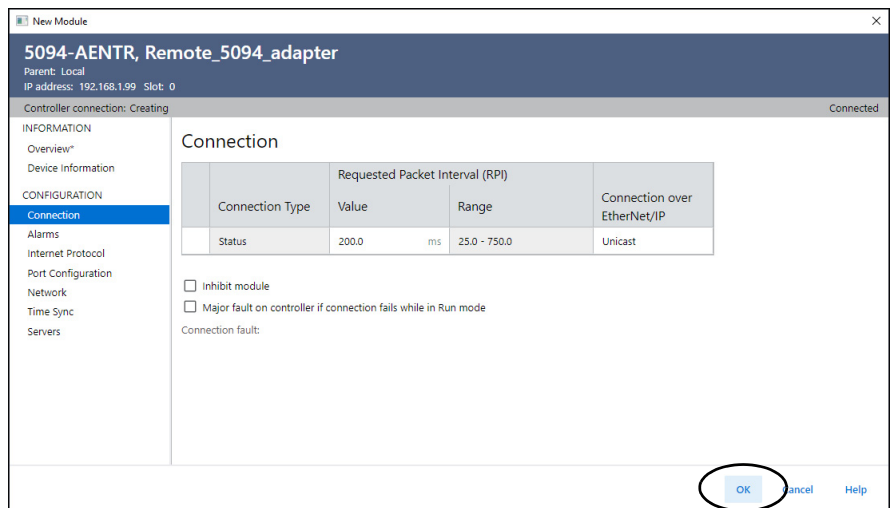 New Module
5094-AENTR, Remote_5094_adapter
Parent: Local
IP address: 192.168.1.99 Slot: 0
Controller connection: Creating
Connected
INFORMATION
Overview*
Device Information
CONFIGURATION
Connection
Alarms
Internet Protocol
Port Configuration
Network
Time Sync
Servers
Connection
Requested Packet Interval (RPI)
Connection Type
Value
Range
Connection over
EtherNet/IP
Status
200.0 ms
25.0 - 750.0
Unicast
Inhibit module
Major fault on controller if connection fails while in Run mode
Connection fault:
OK
Cancel
Help